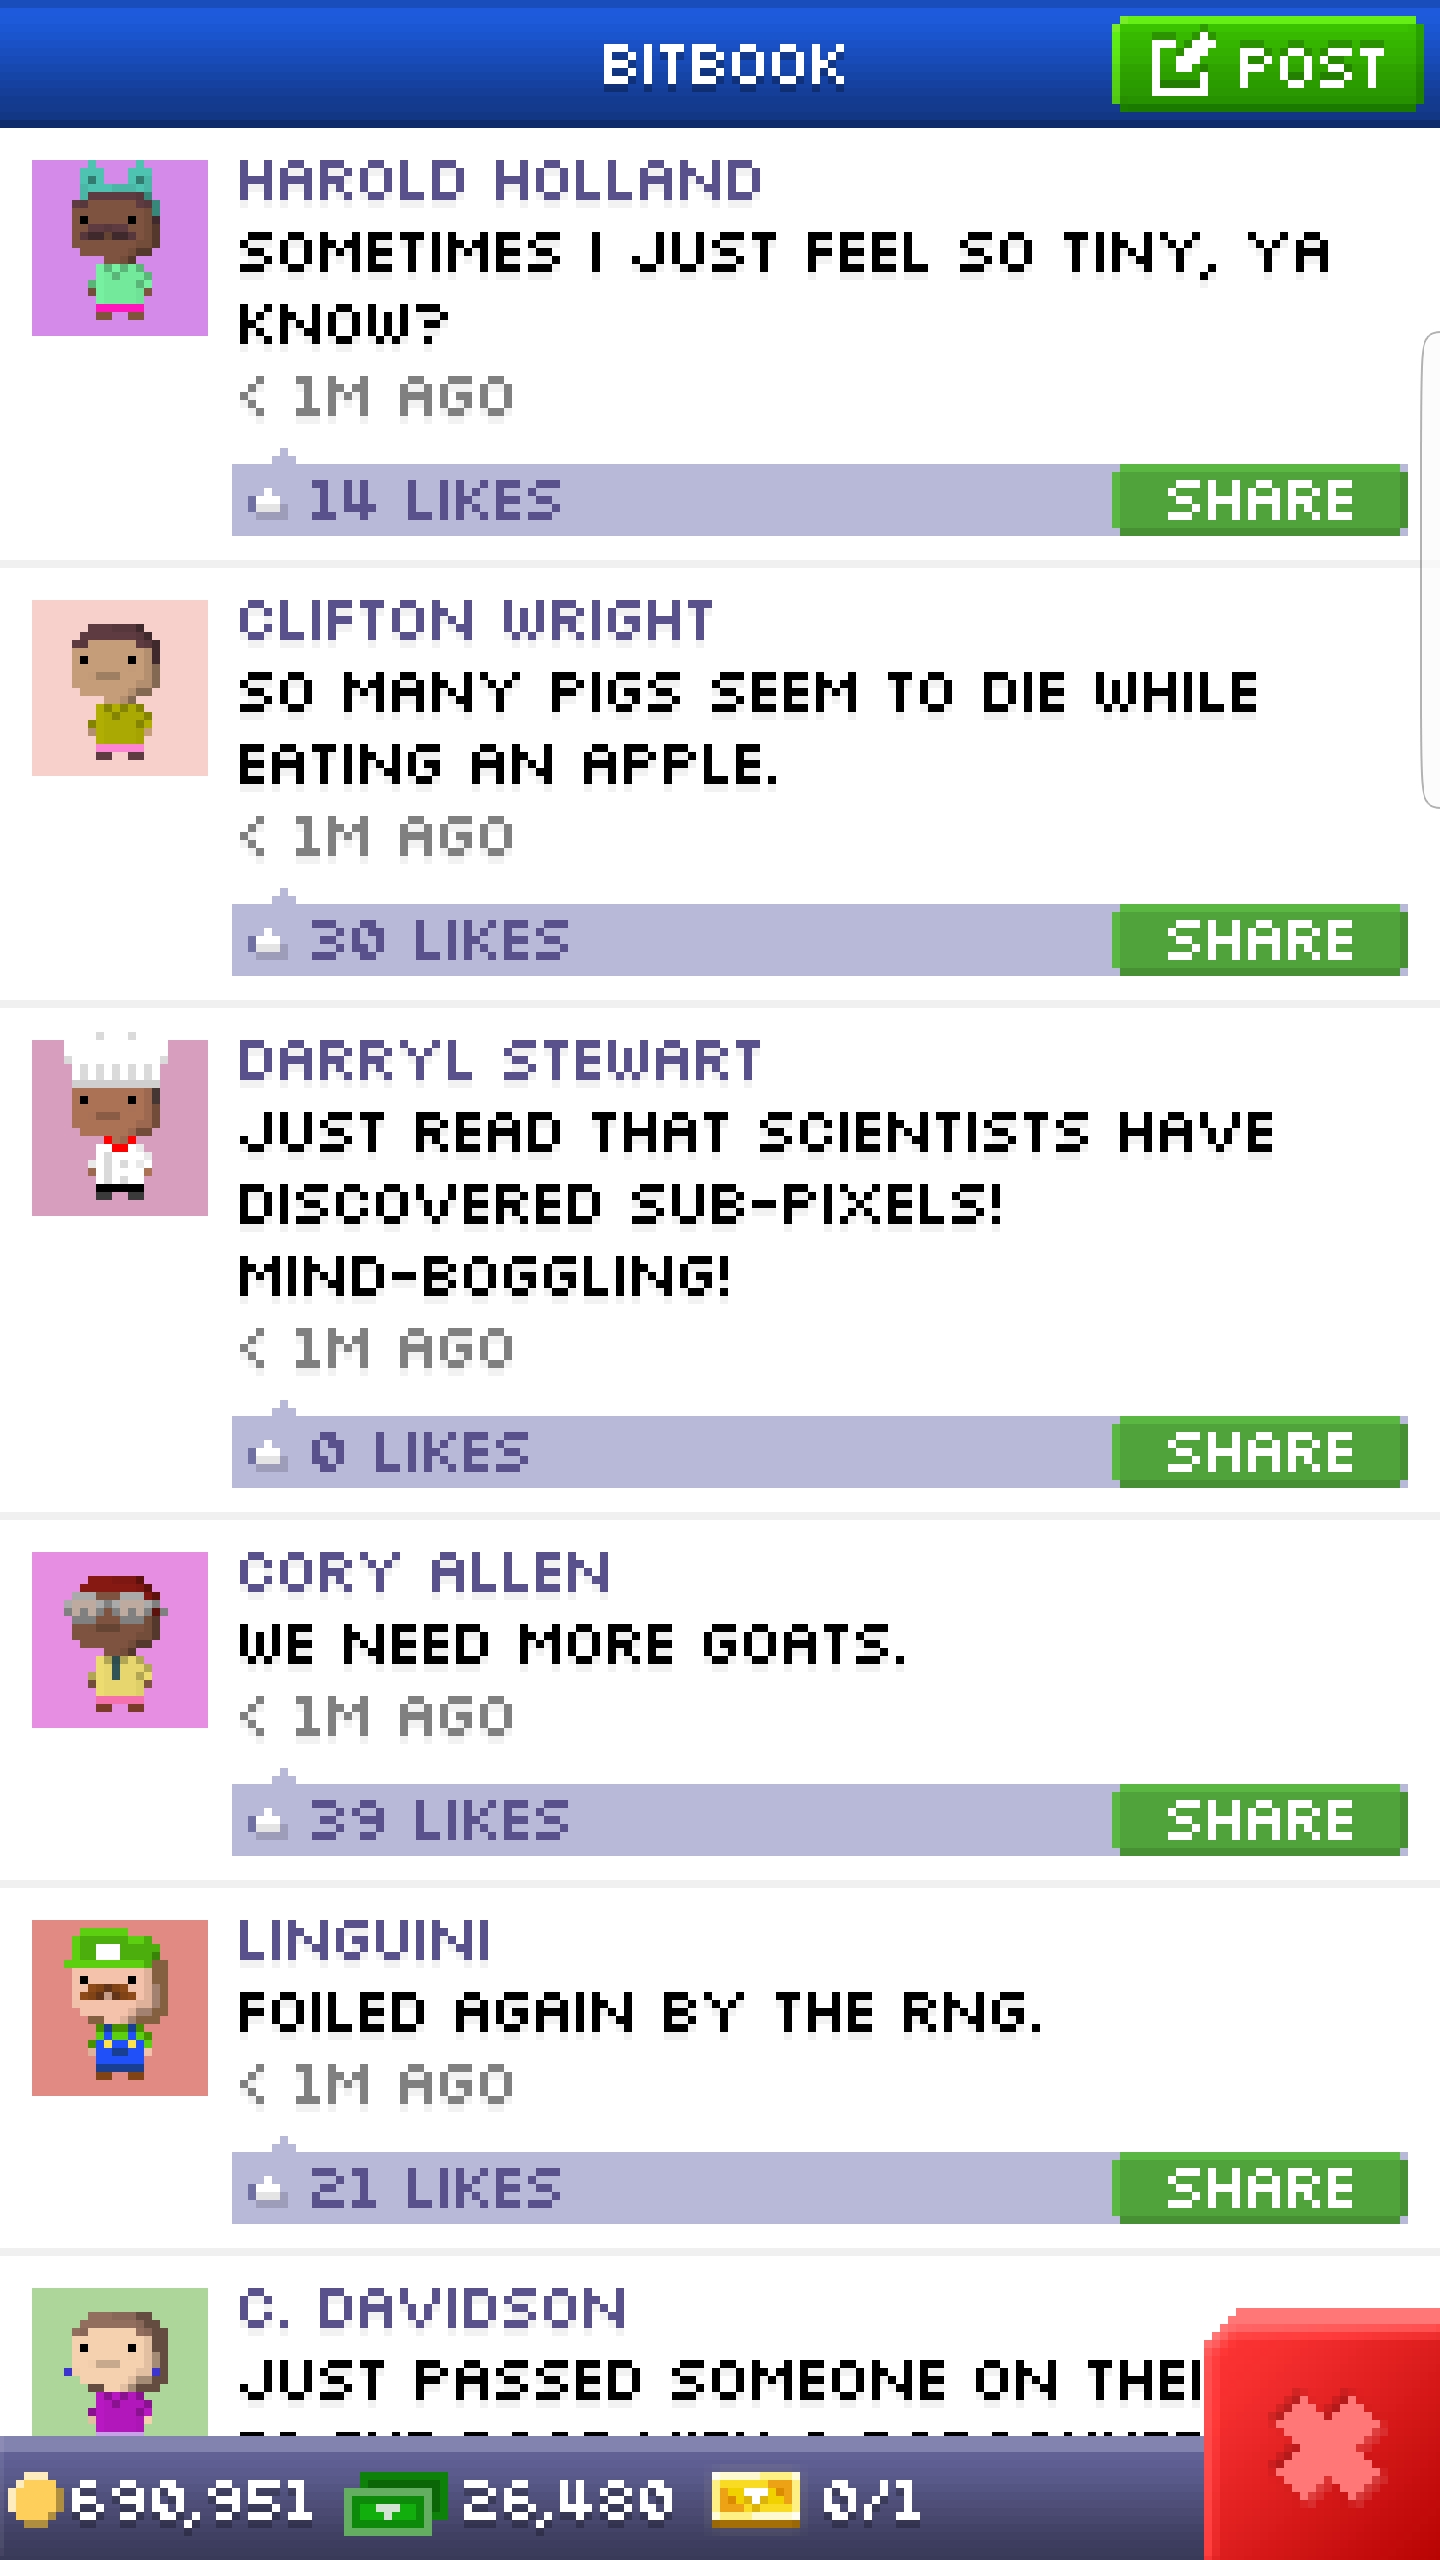 BITBOOK
POST
HAROLD HOLLAND
SOMETIMES I JUST FEEL SO TINY, YA
KNOW?
< 1M AGO
14 LIKES
SHARE
CLIFTON WRIGHT
SO MANY PIGS SEEM TO DIE WHILE
EATING AN APPLE.
< 1M AGO
30 LIKES
SHARE
DARRYL STEWART
JUST READ THAT SCIENTISTS HAVE
DISCOVERED SUB-PIXELS!
MIND-BOGGLING!
< 1M AGO
0 LIKES
SHARE
CORY ALLEN
WE NEED MORE GOATS.
< 1M AGO
39 LIKES
SHARE
LINGUINI
FOILED AGAIN BY THE RNG.
< 1M AGO
21 LIKES
SHARE
C. DAVIDSON
JUST PASSED SOMEONE ON
690,951
26,480
0/1